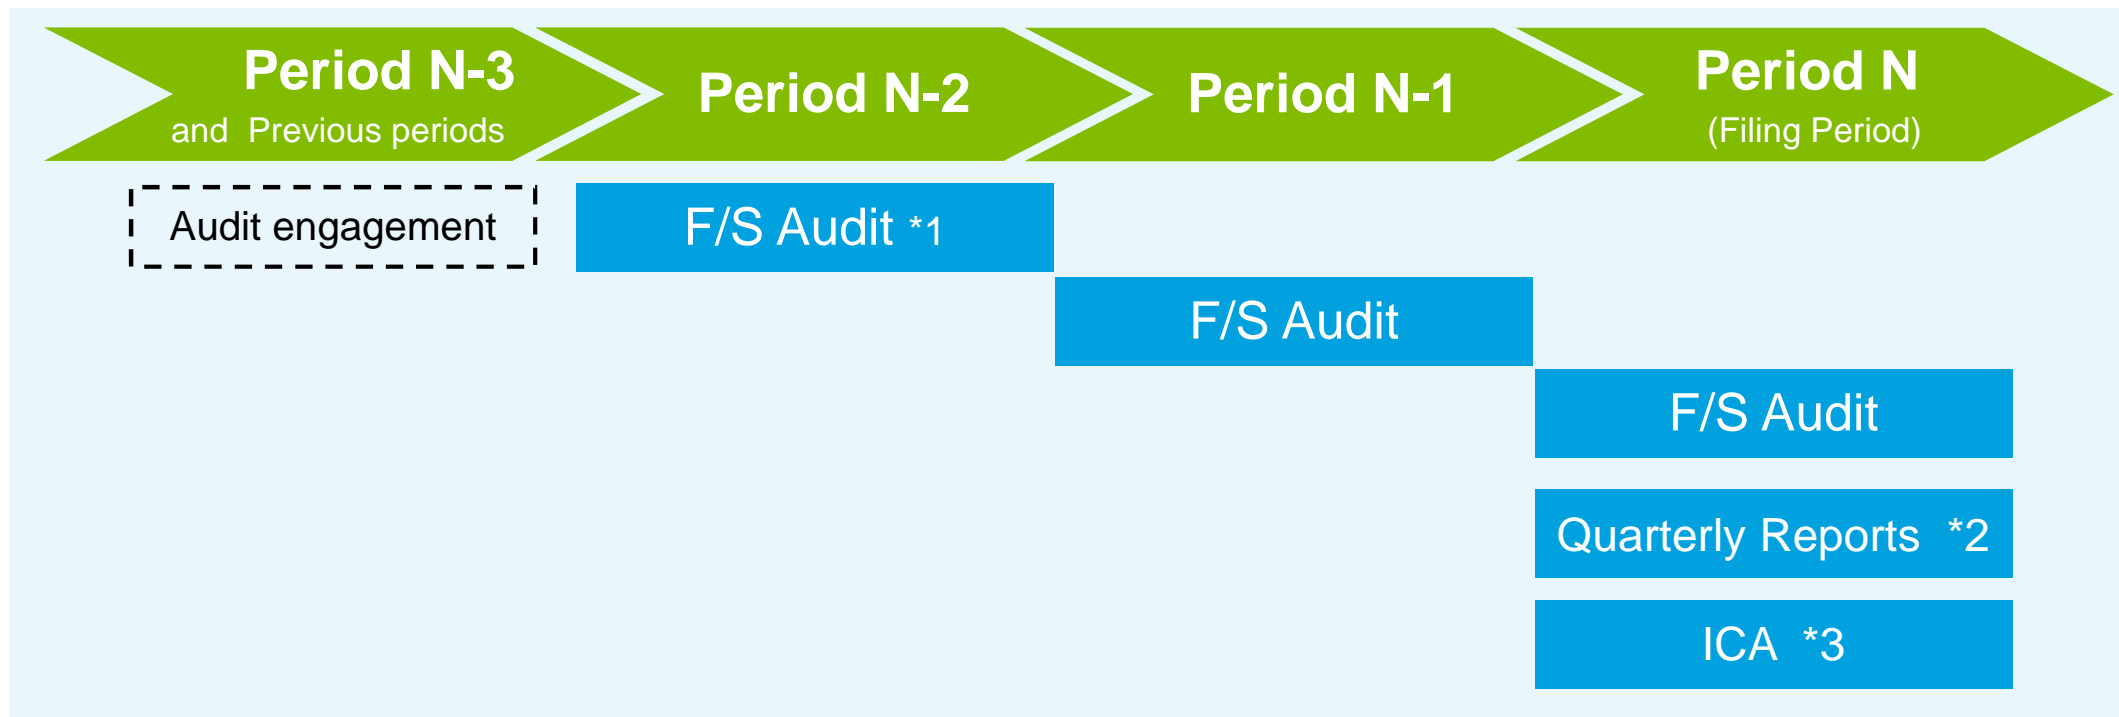 Period N-3
and Previous periods
Period N-2
Period N-1
Period N
(Filing Period)
Audit engagement
F/S Audit *1
F/S Audit
F/S Audit
Quarterly Reports *2
ICA *3